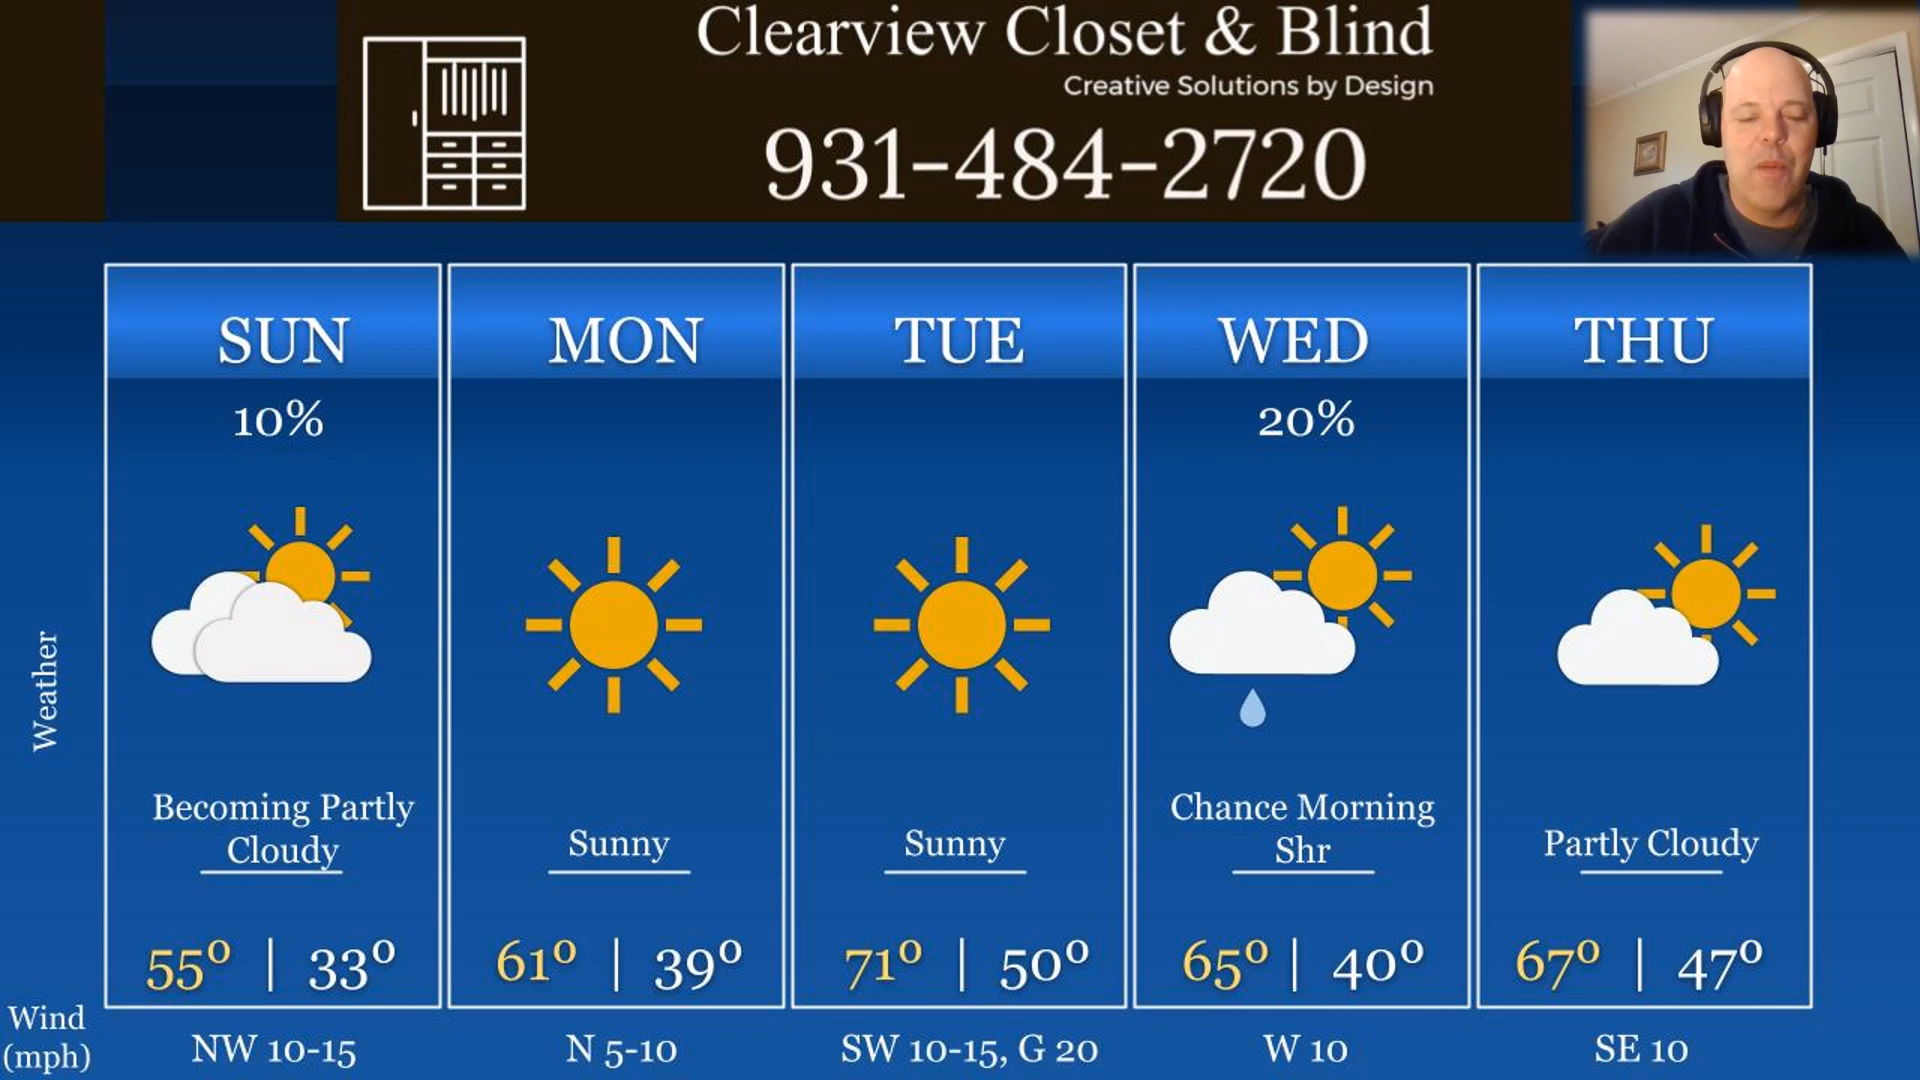 Clearview Closet & Blind
Creative Solutions by Design
931-484-2720
SUN
MON
TUE
WED
THU
10%
20%
Weather
Becoming Partly
Cloudy
Sunny
Sunny
Chance Morning
Shr
Partly Cloudy
55° | 33°
61° | 39°
71° | 50°
65° | 40°
67° | 47°
Wind
(mph)
NW 10-15
N 5-10
SW 10-15, G 20
W 10
SE 10